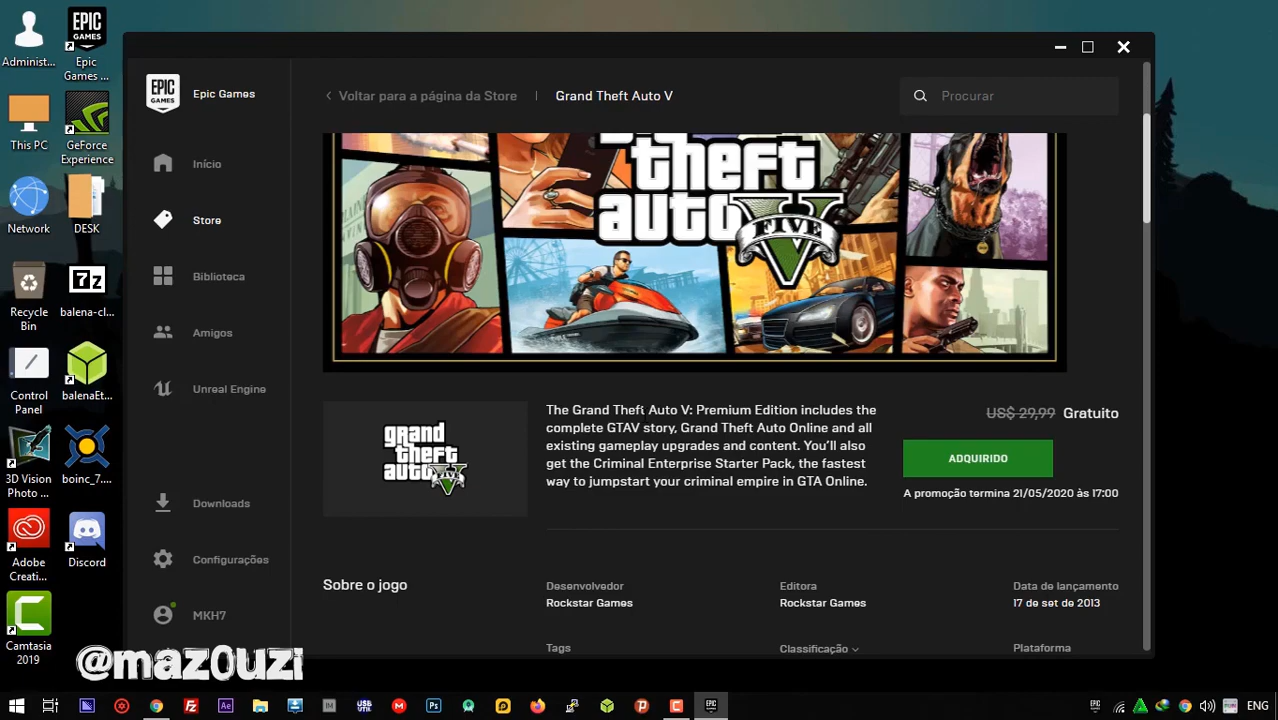 Administ...
Epic
Games ...
This PC
GeForce
Experience
Network
DESK
Recycle
Bin
balena-cl...
Control
Panel
balenaEt...
3D Vision
Photo ...
boinc_7....
Adobe
Creati...
Discord
Camtasia
2019
EPIC
GAMES
Epic Games
Início
Store
Biblioteca
Amigos
Unreal Engine
Downloads
Configurações
MKH7
Voltar para a página da Store | Grand Theft Auto V
Procurar
theft
auto
FIVE
grand
theft
auto
FIVE
The Grand Theft Auto V: Premium Edition includes the
complete GTAV story, Grand Theft Auto Online and all
existing gameplay upgrades and content. You'll also
get the Criminal Enterprise Starter Pack, the fastest
way to jumpstart your criminal empire in GTA Online.
US$ 29,99 Gratuito
ADQUIRIDO
A promoção termina 21/05/2020 às 17:00
Sobre o jogo
Desenvolvedor
Rockstar Games
Editora
Rockstar Games
Data de lançamento
17 de set de 2013
Tags
Classificação
Plataforma
@maz0uzi
ENG